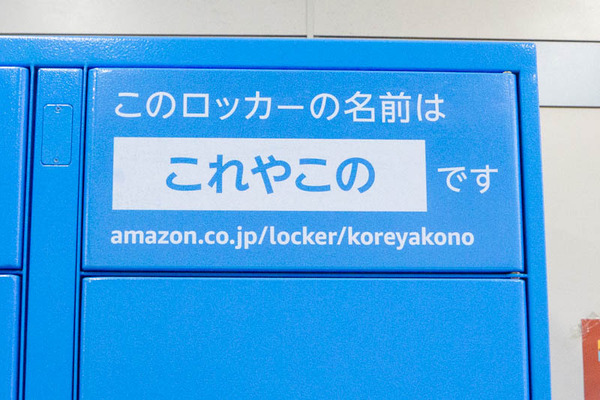 このロッカーの名前は
これやこの です
amazon.co.jp/locker/koreyakono